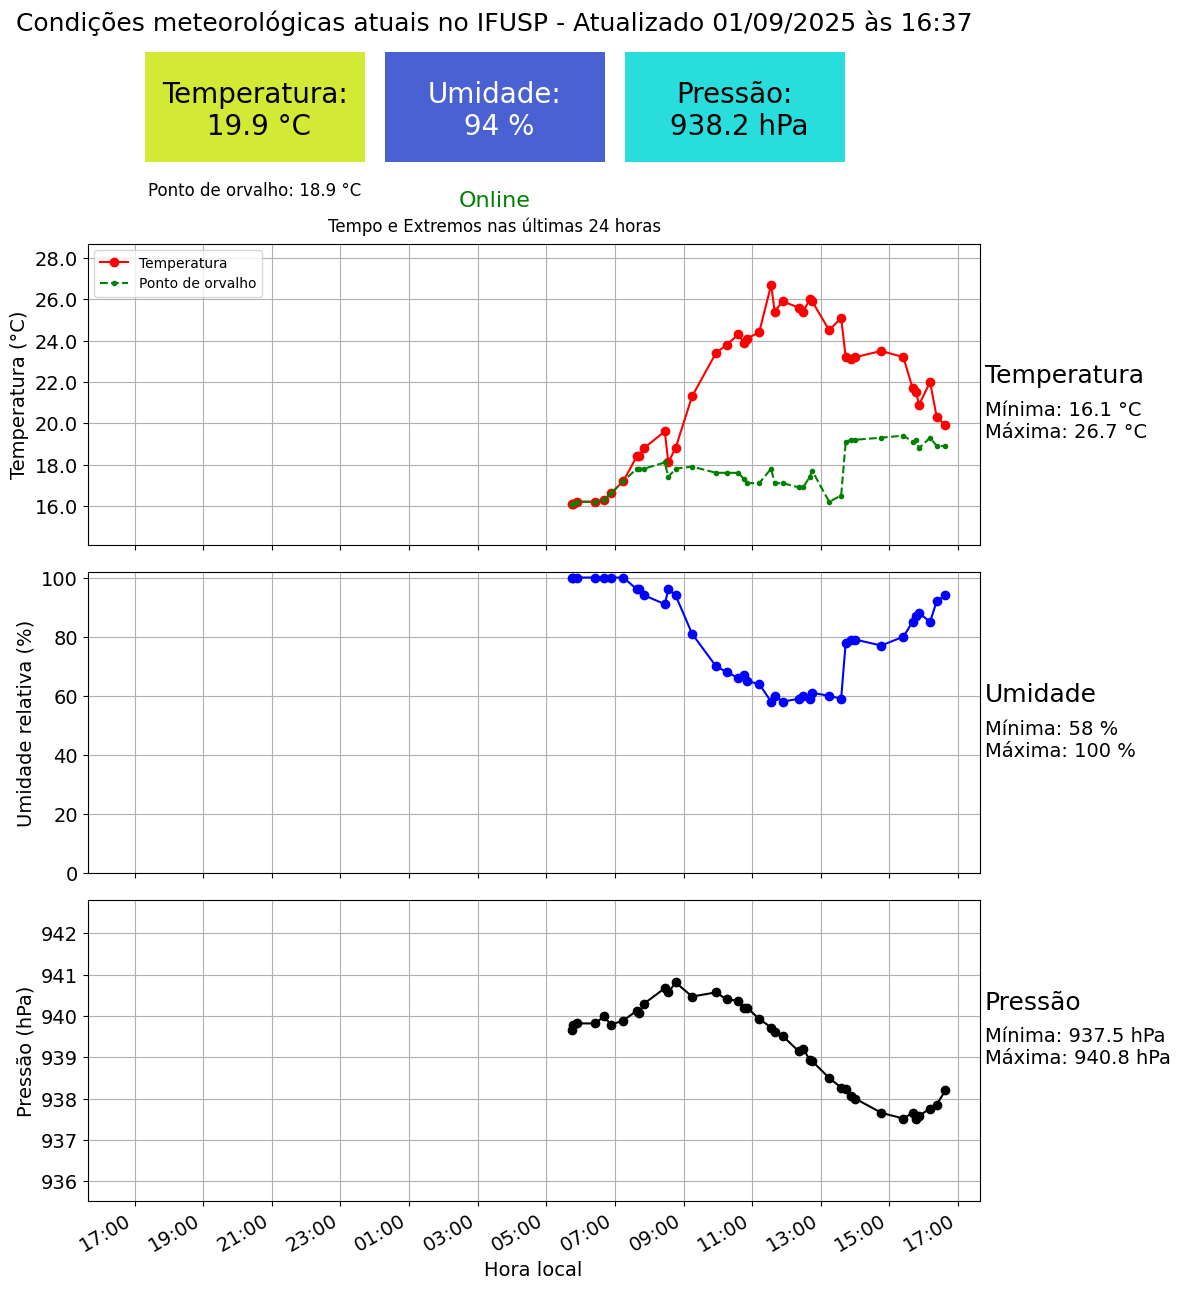 Condições meteorológicas atuais no IFUSP - Atualizado 01/09/2025 às 16:37
Temperatura:
19.9 °C
Umidade:
94 %
Pressão:
938.2 hPa
Ponto de orvalho: 18.9 °C
Online
Tempo e Extremos nas últimas 24 horas
Temperatura (°C)
28.0
26.0
24.0
22.0
20.0
18.0
16.0
Temperatura
Ponto de orvalho
Temperatura
Mínima: 16.1 °C
Máxima: 26.7 °C
Umidade relativa (%)
100
80
60
40
20
0
Umidade
Mínima: 58 %
Máxima: 100 %
Pressão (hPa)
942
941
940
939
938
937
936
Pressão
Mínima: 937.5 hPa
Máxima: 940.8 hPa
17:00
19:00
21:00
23:00
01:00
03:00
05:00
07:00
09:00
11:00
13:00
15:00
17:00
Hora local